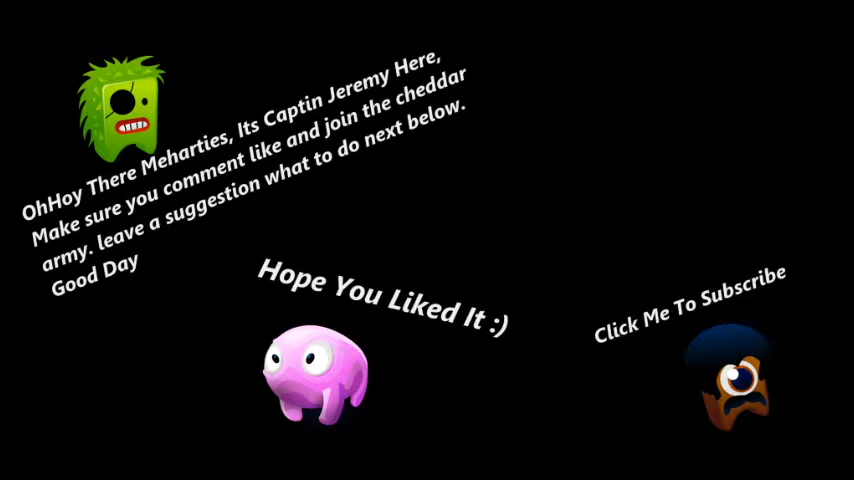 OhHoy There Meharties, Its Captin Jeremy Here,
Make sure you comment like and join the cheddar
army. leave a suggestion what to do next below.
Good Day
Hope You Liked It :)
Click Me To Subscribe